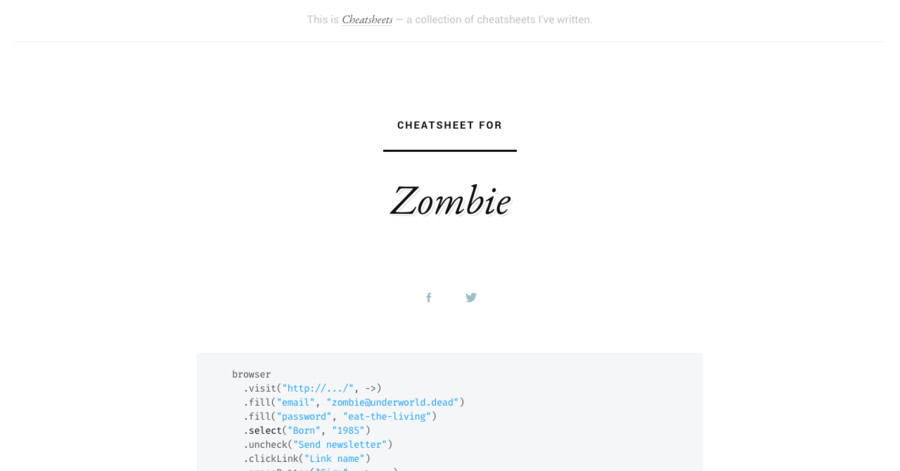 This is Cheatsheets — a collection of cheatsheets I've written.
CHEATSHEET FOR
Zombie
browser
.visit("http://.../", ->)
.fill("email", "zombie@underworld.dead")
.fill("password", "eat-the-living")
.select("Born", "1985")
.uncheck("Send newsletter")
.clickLink("Link name")